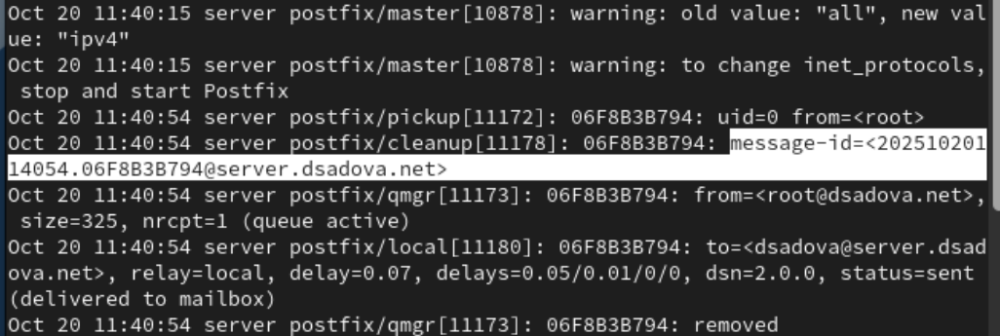 Oct 20 11:40:15 server postfix/master[10878]: warning: old value: "all", new val
ue: "ipv4"
Oct 20 11:40:15 server postfix/master[10878]: warning: to change inet_protocols,
 stop and start Postfix
Oct 20 11:40:54 server postfix/pickup[11172]: 06F8B3B794: uid=0 from=<root>
Oct 20 11:40:54 server postfix/cleanup[11178]: 06F8B3B794: message-id=<202510201
14054.06F8B3B794@server.dsadova.net>
Oct 20 11:40:54 server postfix/qmgr[11173]: 06F8B3B794: from=<root@dsadova.net>,
 size=325, nrcpt=1 (queue active)
Oct 20 11:40:54 server postfix/local[11180]: 06F8B3B794: to=<dsadova@server.dsad
ova.net>, relay=local, delay=0.07, delays=0.05/0.01/0/0, dsn=2.0.0, status=sent
(delivered to mailbox)
Oct 20 11:40:54 server postfix/qmgr[11173]: 06F8B3B794: removed